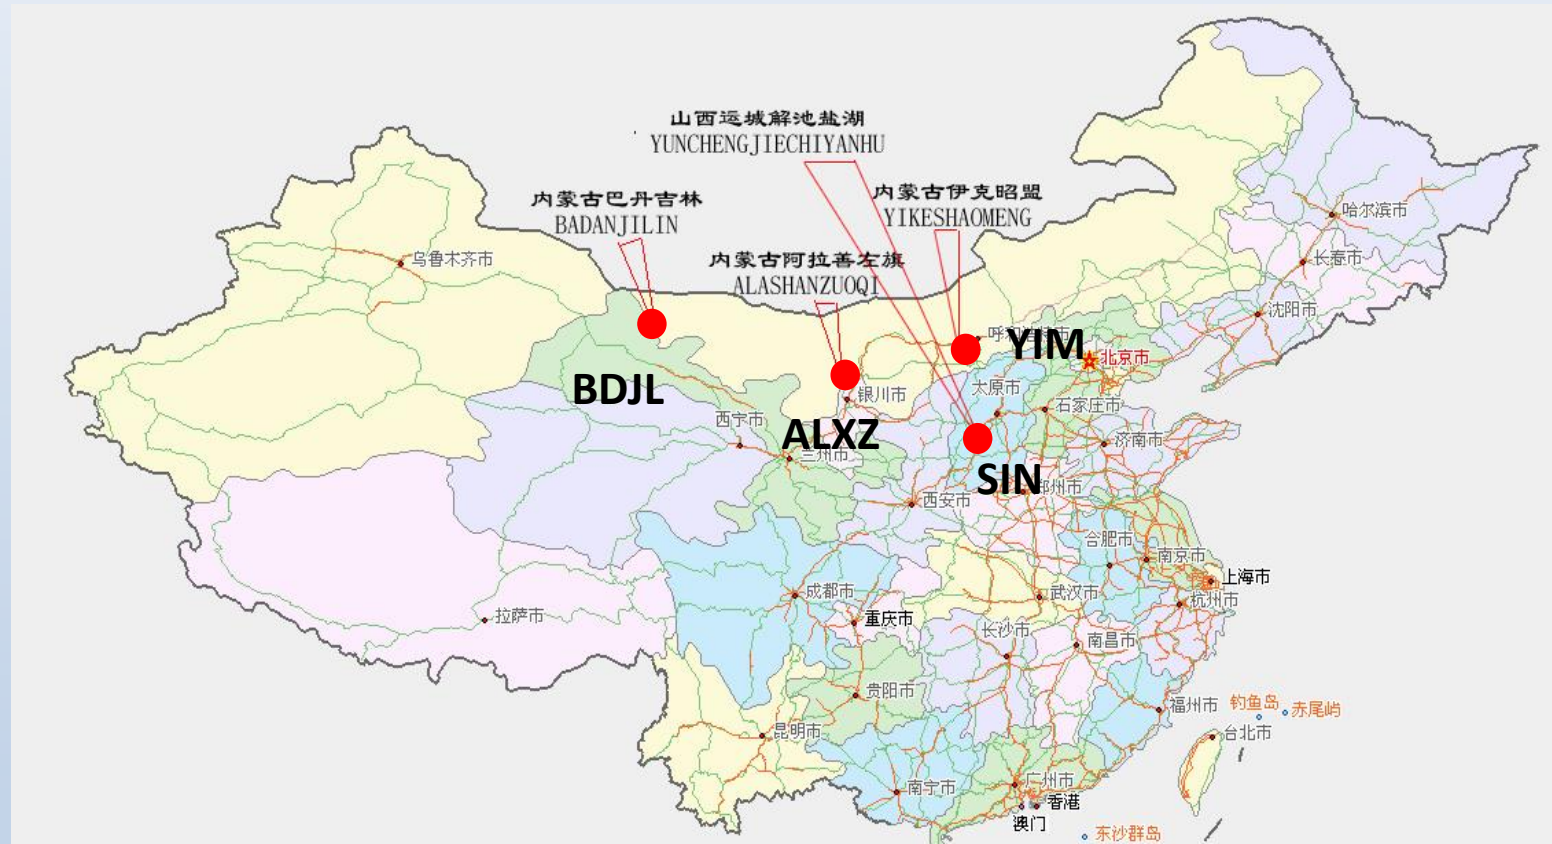 山西运城解池盐湖
YUNCHENGJIECHIYANHU
内蒙古巴丹吉林
BADANJILIN
内蒙古伊克昭盟
YIKESHAOMENG
内蒙古阿拉善左旗
ALASHANZUOQI
哈尔滨市
长春市
沈阳市
乌鲁木齐市
YIM
北京市
BDJL
银川市
太原市
石家庄市
西宁市
ALXZ
济南市
兰州市
SIN
郑州市
西安市
合肥市
南京市
上海市
成都市
武汉市
杭州市
拉萨市
重庆市
长沙市
南昌市
贵阳市
福州市
钓鱼岛
赤尾屿
昆明市
台北市
南宁市
广州市
香港
澳门
东沙群岛